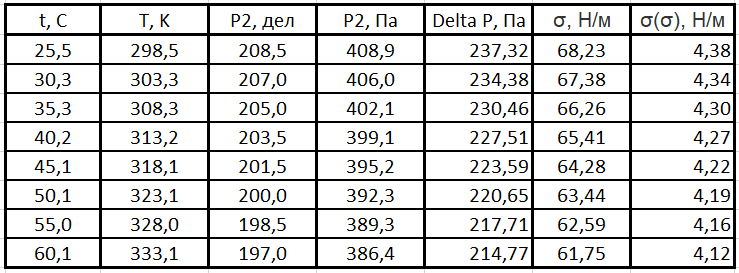 t, C T, K P2, дел P2, Па Delta P, Па σ, Н/м σ(σ), Н/м
25,5 298,5 208,5 408,9 237,32 68,23 4,38
30,3 303,3 207,0 406,0 234,38 67,38 4,34
35,3 308,3 205,0 402,1 230,46 66,26 4,30
40,2 313,2 203,5 399,1 227,51 65,41 4,27
45,1 318,1 201,5 395,2 223,59 64,28 4,22
50,1 323,1 200,0 392,3 220,65 63,44 4,19
55,0 328,0 198,5 389,3 217,71 62,59 4,16
60,1 333,1 197,0 386,4 214,77 61,75 4,12